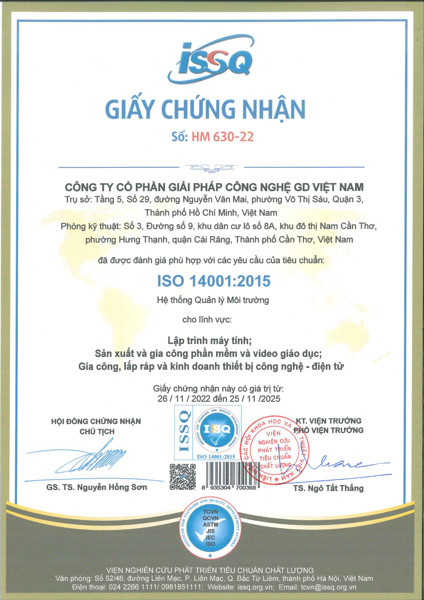 ISSQ
GIẤY CHỨNG NHẬN
Số: HM 630-22
CÔNG TY CỔ PHẦN GIẢI PHÁP CÔNG NGHỆ GD VIỆT NAM
Trụ sở: Tầng 5, Số 29, đường Nguyễn Văn Mai, phường Võ Thị Sáu, Quận 3,
Thành phố Hồ Chí Minh, Việt Nam
Phòng kỹ thuật: Số 3, Đường số 9, khu dân cư lô số 8A, khu đô thị Nam Cần Thơ,
phường Hưng Thạnh, quận Cái Răng, Thành phố Cần Thơ, Việt Nam
đã được đánh giá phù hợp với các yêu cầu của tiêu chuẩn:
ISO 14001:2015
Hệ thống Quản lý Môi trường
cho lĩnh vực:
Lập trình máy tính;
Sản xuất và gia công phần mềm và video giáo dục;
Gia công, lắp ráp và kinh doanh thiết bị công nghệ - điện tử
Giấy chứng nhận này có giá trị từ:
26 / 11 / 2022 đến 25 / 11 /2025
HỘI ĐỒNG CHỨNG NHẬN
CHỦ TỊCH
GS. TS. Nguyễn Hồng Sơn
ISSQ
ISSQ
ISO 14001:2015
8 935304 700368
VIỆN
NGHIÊN CỨU
PHÁT TRIỂN
TIÊU CHUẨN
CHẤT LƯỢNG
KT. VIỆN TRƯỞNG
PHÓ VIỆN TRƯỞNG
TS. Ngô Tất Thắng
TCVN
QCVN
ASTM
JIS
IEC
ISO
VIỆN NGHIÊN CỨU PHÁT TRIỂN TIÊU CHUẨN CHẤT LƯỢNG
Văn phòng: Số 52/46, đường Liên Mạc, P. Liên Mạc, Q. Bắc Từ Liêm, thành phố Hà Nội, Việt Nam
Điện thoại: 024 2266 1111/ 0981851111; Website: issq.org.vn; Email: tcvn@issq.org.vn